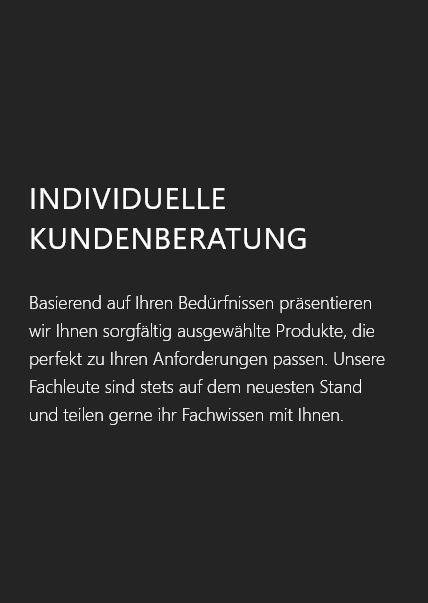 INDIVIDUELLE
KUNDENBERATUNG
Basierend auf Ihren Bedürfnissen präsentieren
wir Ihnen sorgfältig ausgewählte Produkte, die
perfekt zu Ihren Anforderungen passen. Unsere
Fachleute sind stets auf dem neuesten Stand
und teilen gerne ihr Fachwissen mit Ihnen.